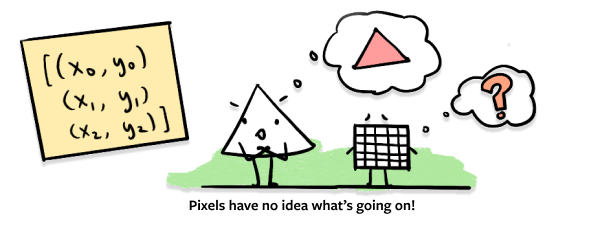 [(x₀, y₀)
(x₁, y₁)
(x₂, y₂)]
?
Pixels have no idea what's going on!